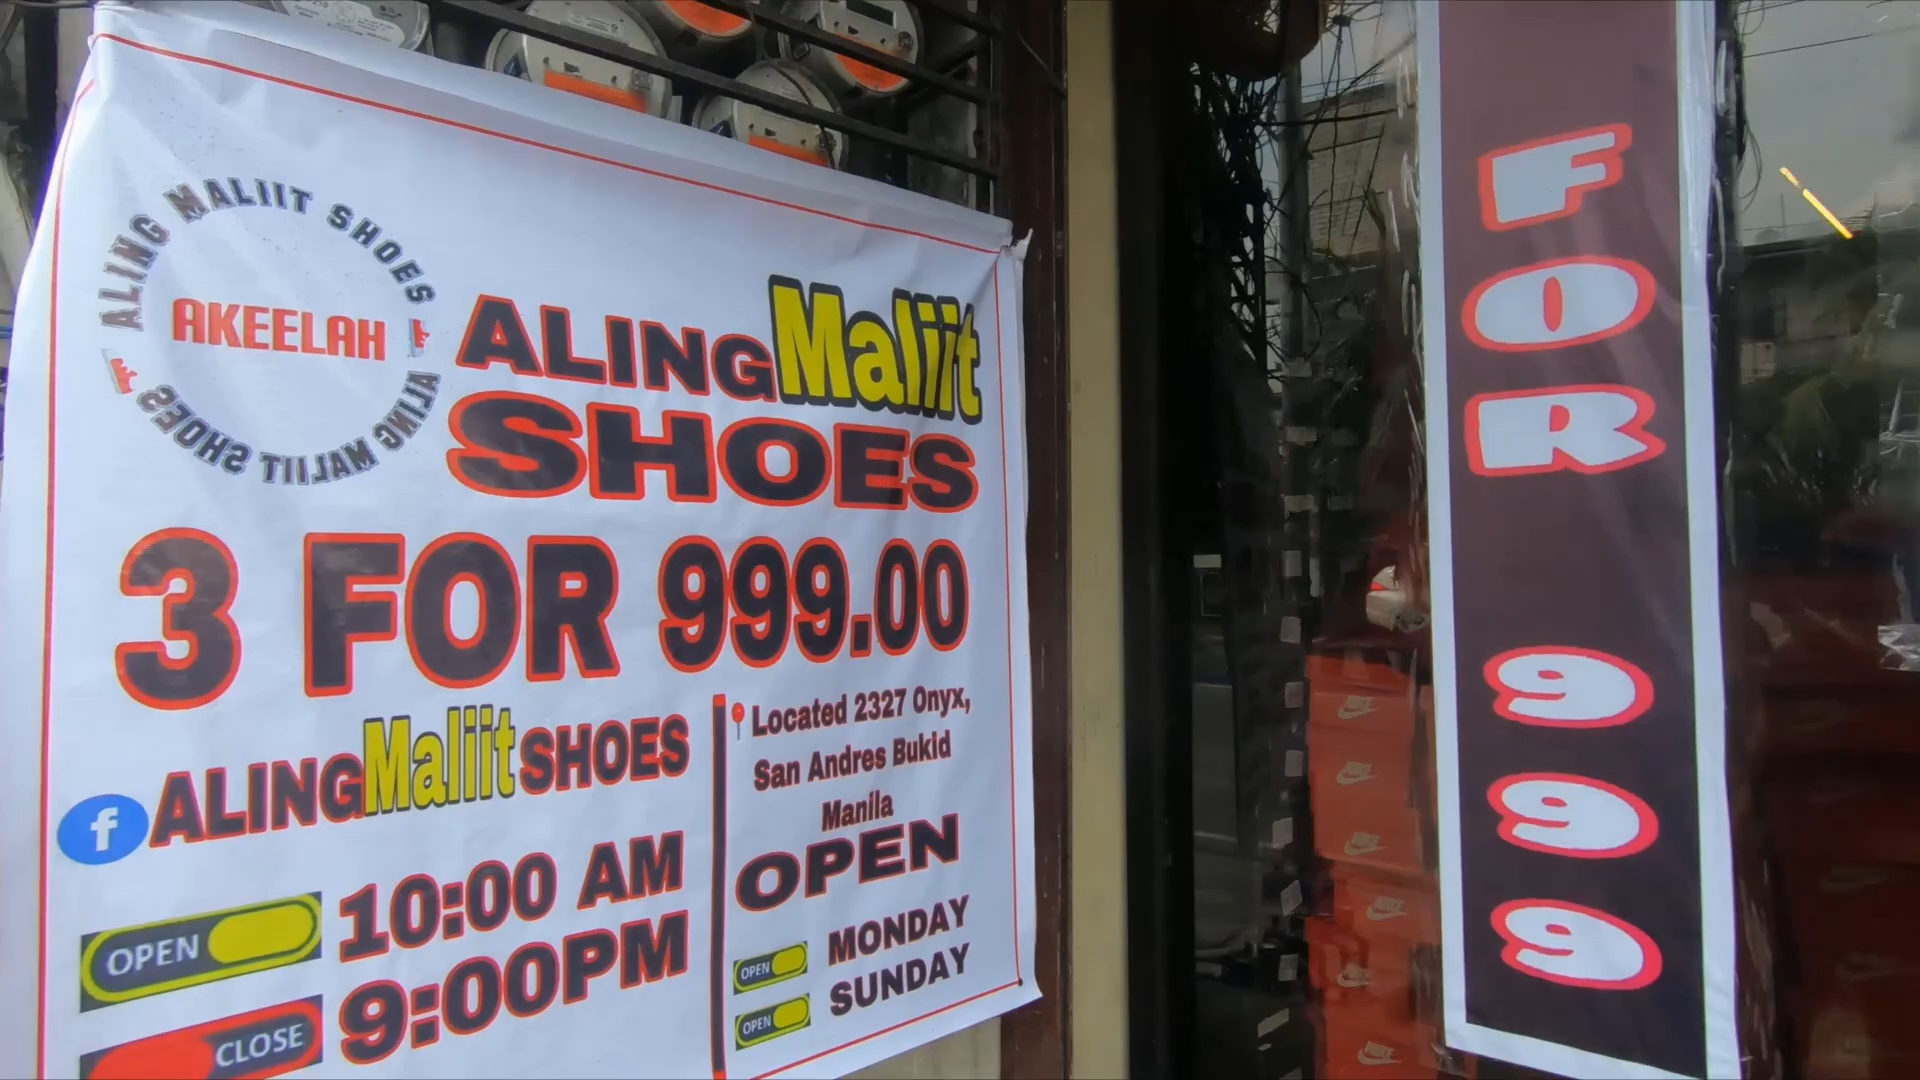 ALING MALIIT SHOES
AKEELAH
ALING MALIIT SHOES
ALING Maliit
SHOES
3 FOR 999.00
ALING Maliit SHOES
Located 2327 Onyx,
San Andres Bukid
Manila
OPEN
OPEN 10:00 AM
CLOSE 9:00PM
OPEN MONDAY
OPEN SUNDAY
FOR
999